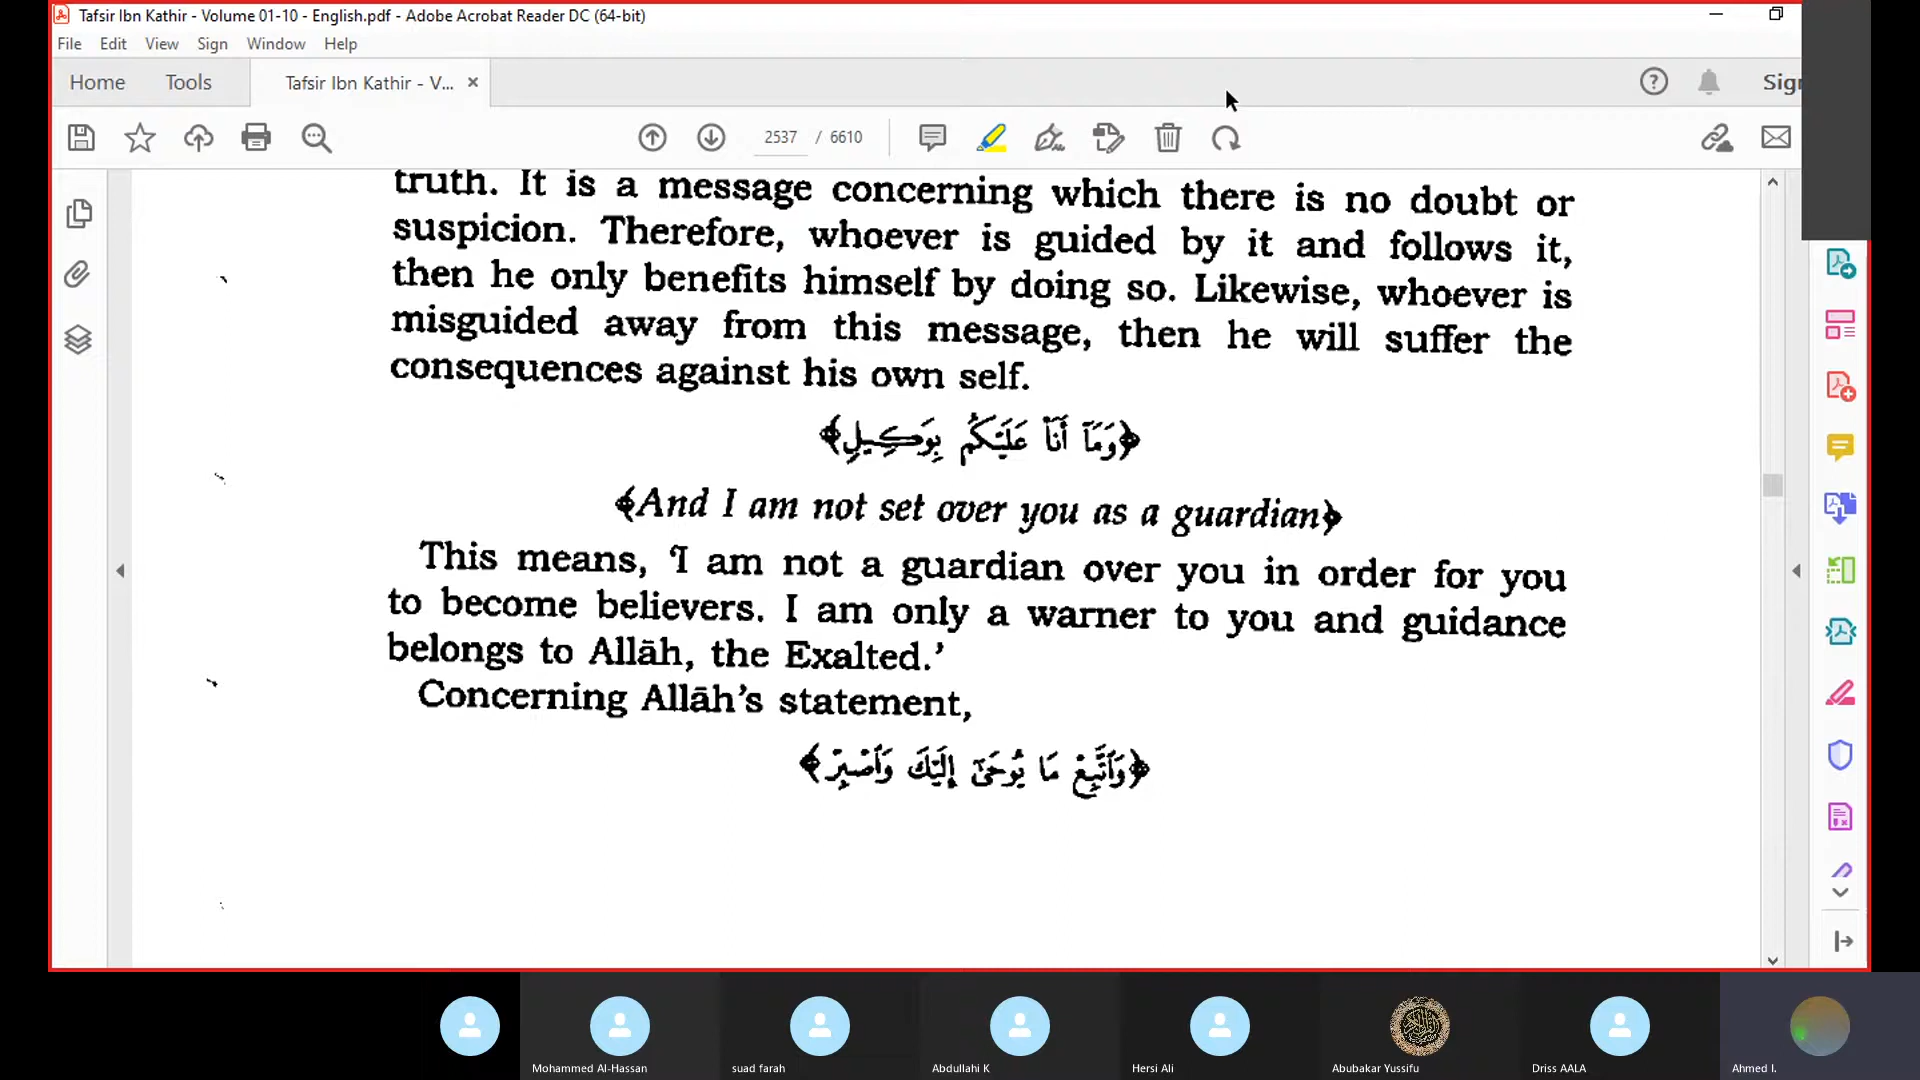 Tafsir Ibn Kathir - Volume 01-10 - English.pdf - Adobe Acrobat Reader DC (64-bit)
File Edit View Sign Window Help
Home Tools Tafsir Ibn Kathir - V... Sign
2537 / 6610
truth. It is a message concerning which there is no doubt or
suspicion. Therefore, whoever is guided by it and follows it,
then he only benefits himself by doing so. Likewise, whoever is
misguided away from this message, then he will suffer the
consequences against his own self.
﴿وَمَآ أَنَا۠ عَلَيْكُم بِوَكِيلٍ﴾
﴾And I am not set over you as a guardian﴿
This means, 'I am not a guardian over you in order for you
to become believers. I am only a warner to you and guidance
belongs to Allāh, the Exalted.'
Concerning Allāh's statement,
﴿وَٱتَّبِعْ مَا يُوحَىٰٓ إِلَيْكَ وَٱصْبِرْ﴾
Mohammed Al-Hassan suad farah Abdullahi K Hersi Ali Abubakar Yussifu Driss AALA Ahmed I.